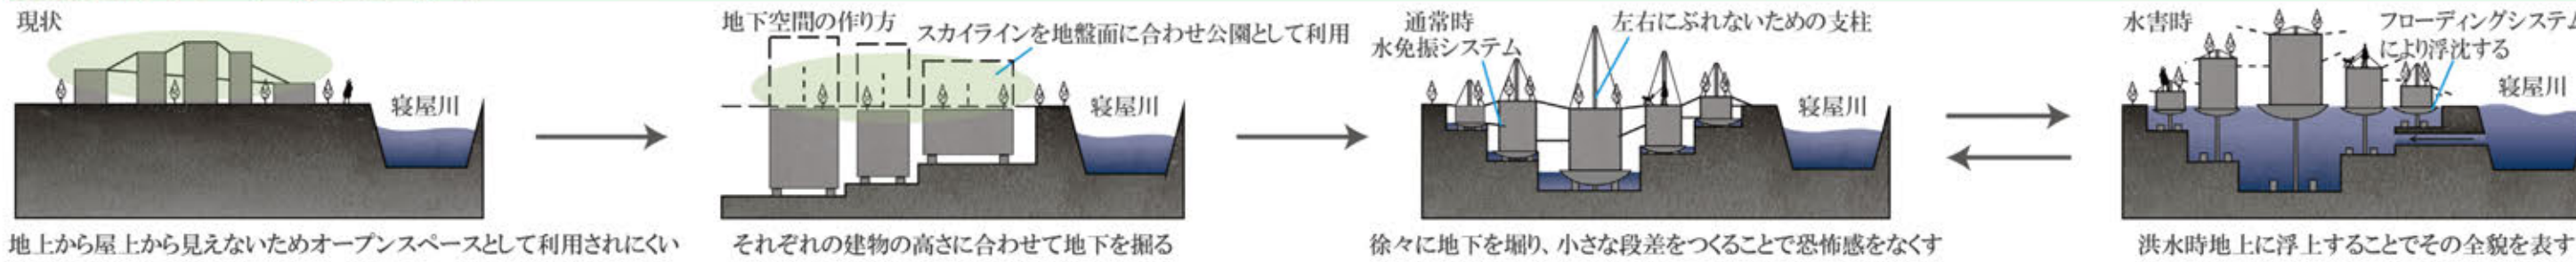 現状
寝屋川
地上から屋上から見えないためオープンスペースとして利用されにくい
地下空間の作り方
スカイラインを地盤面に合わせ公園として利用
寝屋川
それぞれの建物の高さに合わせて地下を掘る
通常時
水免振システム
左右にぶれないための支柱
寝屋川
徐々に地下を堀り、小さな段差をつくることで恐怖感をなくす
水害時
フローディングシステム
により浮沈する
寝屋川
洪水時地上に浮上することでその全貌を表す